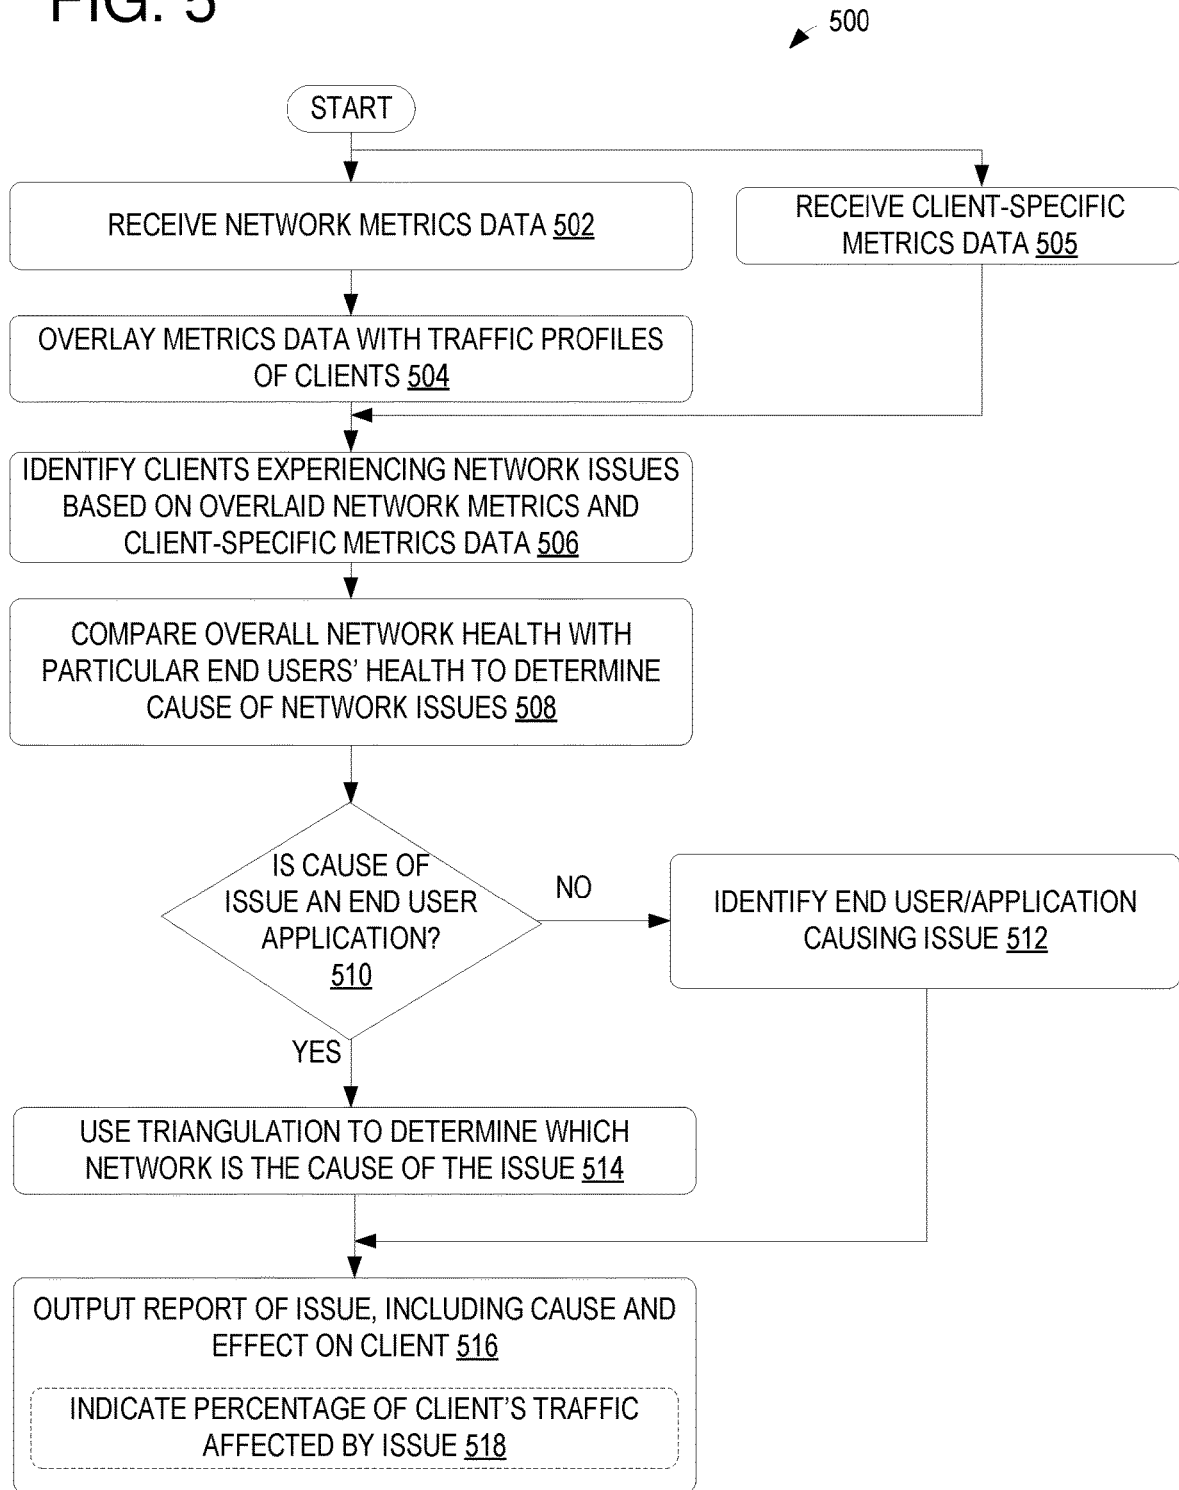 FIG. 5
500
START
RECEIVE NETWORK METRICS DATA 502
RECEIVE CLIENT-SPECIFIC
METRICS DATA 505
OVERLAY METRICS DATA WITH TRAFFIC PROFILES
OF CLIENTS 504
IDENTIFY CLIENTS EXPERIENCING NETWORK ISSUES
BASED ON OVERLAID NETWORK METRICS AND
CLIENT-SPECIFIC METRICS DATA 506
COMPARE OVERALL NETWORK HEALTH WITH
PARTICULAR END USERS' HEALTH TO DETERMINE
CAUSE OF NETWORK ISSUES 508
IS CAUSE OF
ISSUE AN END USER
APPLICATION?
510
NO
IDENTIFY END USER/APPLICATION
CAUSING ISSUE 512
YES
USE TRIANGULATION TO DETERMINE WHICH
NETWORK IS THE CAUSE OF THE ISSUE 514
OUTPUT REPORT OF ISSUE, INCLUDING CAUSE AND
EFFECT ON CLIENT 516
INDICATE PERCENTAGE OF CLIENT'S TRAFFIC
AFFECTED BY ISSUE 518